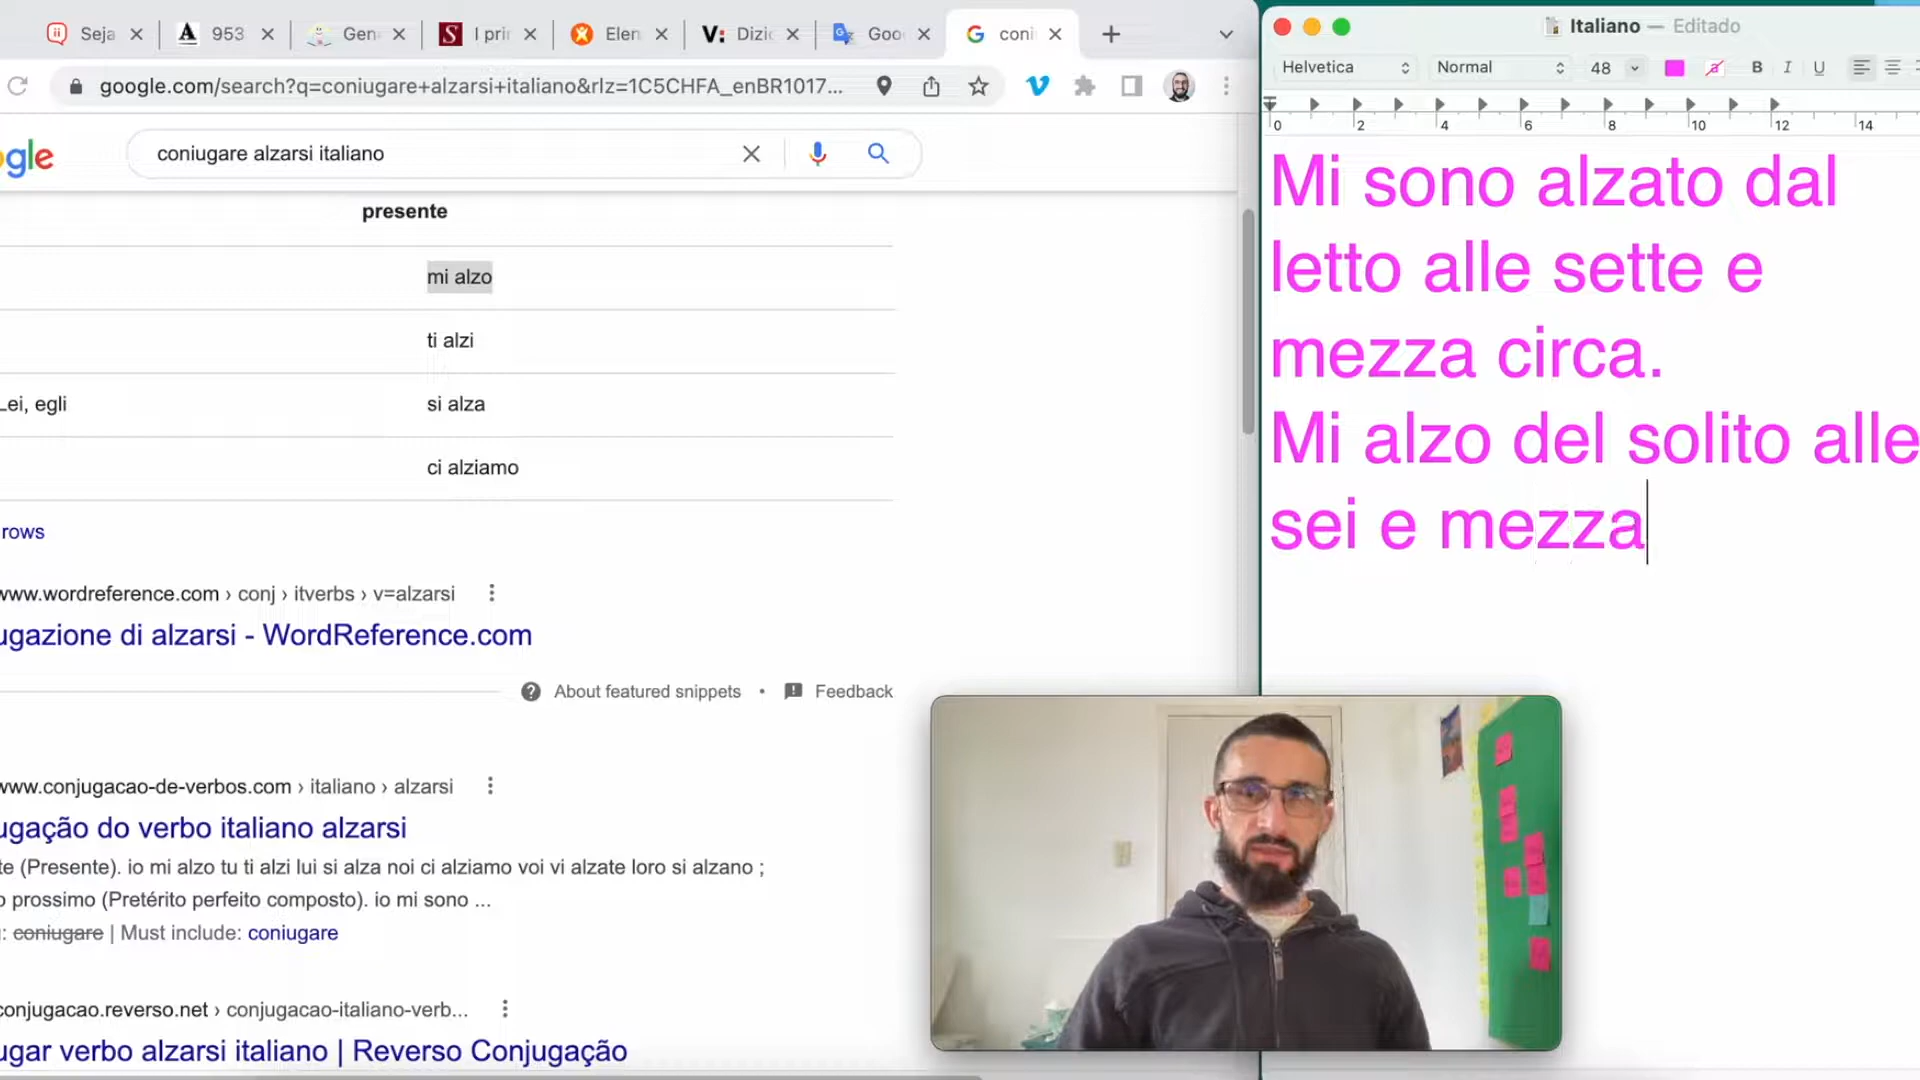 Seja
953
Gen
I prir
Elen
V: Dizio
Goo
coni
Italiano — Editado
google.com/search?q=coniugare+alzarsi+italiano&rlz=1C5CHFA_enBR1017...
Helvetica
Normal
48
B I U
0 2 4 6 8 10 12 14
gle
coniugare alzarsi italiano
presente
mi alzo
ti alzi
Lei, egli
si alza
ci alziamo
rows
www.wordreference.com › conj › itverbs › v=alzarsi
ugazione di alzarsi - WordReference.com
About featured snippets • Feedback
www.conjugacao-de-verbos.com › italiano › alzarsi
ugação do verbo italiano alzarsi
te (Presente). io mi alzo tu ti alzi lui si alza noi ci alziamo voi vi alzate loro si alzano ;
o prossimo (Pretérito perfeito composto). io mi sono ...
: coniugare | Must include: coniugare
conjugacao.reverso.net › conjugacao-italiano-verb...
ugar verbo alzarsi italiano | Reverso Conjugação
Mi sono alzato dal
letto alle sette e
mezza circa.
Mi alzo del solito alle
sei e mezza